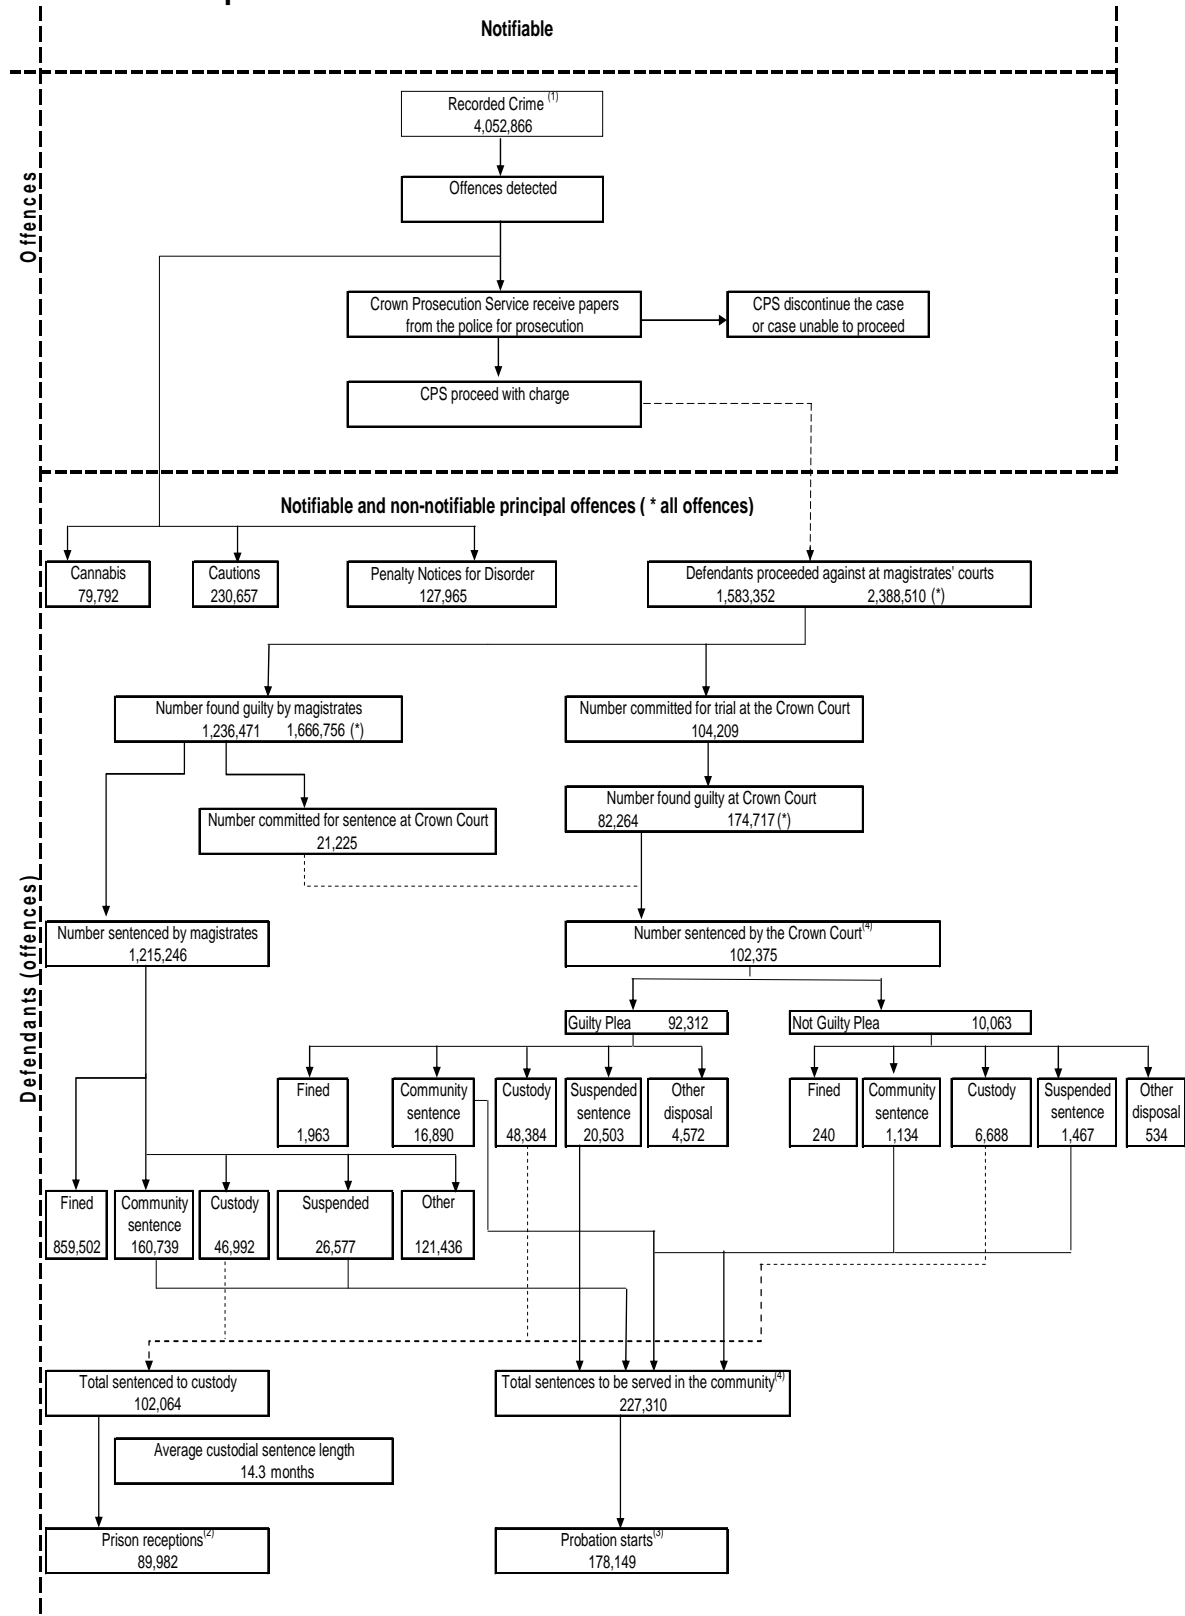 Notifiable
Offences
Recorded Crime (1)
4,052,866
Offences detected
Crown Prosecution Service receive papers
from the police for prosecution
CPS discontinue the case
or case unable to proceed
CPS proceed with charge
Notifiable and non-notifiable principal offences ( * all offences)
Defendants (offences)
Cannabis
79,792
Cautions
230,657
Penalty Notices for Disorder
127,965
Defendants proceeded against at magistrates' courts
1,583,352 2,388,510 (*)
Number found guilty by magistrates
1,236,471 1,666,756 (*)
Number committed for trial at the Crown Court
104,209
Number committed for sentence at Crown Court
21,225
Number found guilty at Crown Court
82,264 174,717 (*)
Number sentenced by magistrates
1,215,246
Number sentenced by the Crown Court(4)
102,375
Guilty Plea 92,312
Not Guilty Plea 10,063
Fined
1,963
Community
sentence
16,890
Custody
48,384
Suspended
sentence
20,503
Other
disposal
4,572
Fined
240
Community
sentence
1,134
Custody
6,688
Suspended
sentence
1,467
Other
disposal
534
Fined
859,502
Community
sentence
160,739
Custody
46,992
Suspended
26,577
Other
121,436
Total sentenced to custody
102,064
Total sentences to be served in the community(4)
227,310
Average custodial sentence length
14.3 months
Prison receptions(2)
89,982
Probation starts(3)
178,149